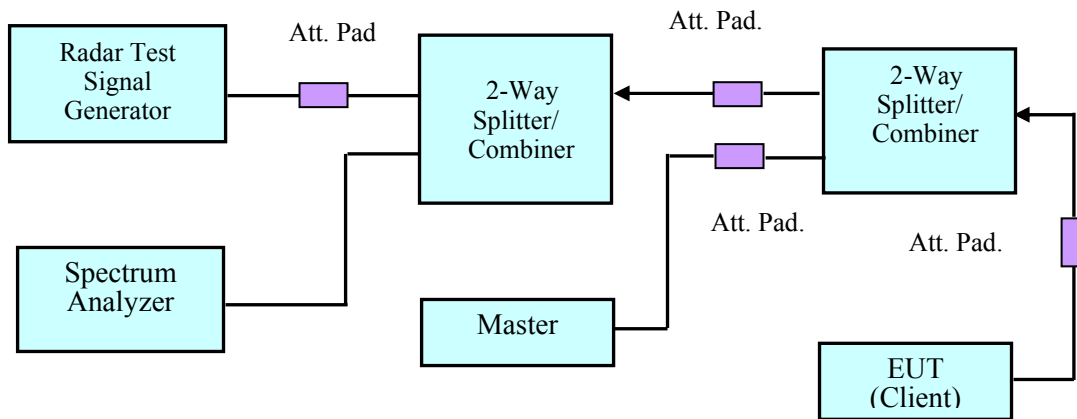 Radar Test
Signal
Generator
Att. Pad
2-Way
Splitter/
Combiner
Att. Pad.
2-Way
Splitter/
Combiner
Att. Pad.
Att. Pad.
Spectrum
Analyzer
Master
EUT
(Client)